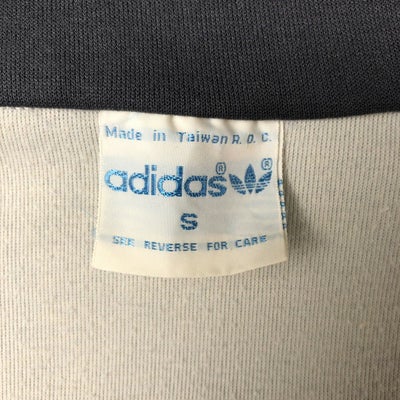 Made in Taiwan R.O.C.
adidas® ®
S
SEE REVERSE FOR CARE